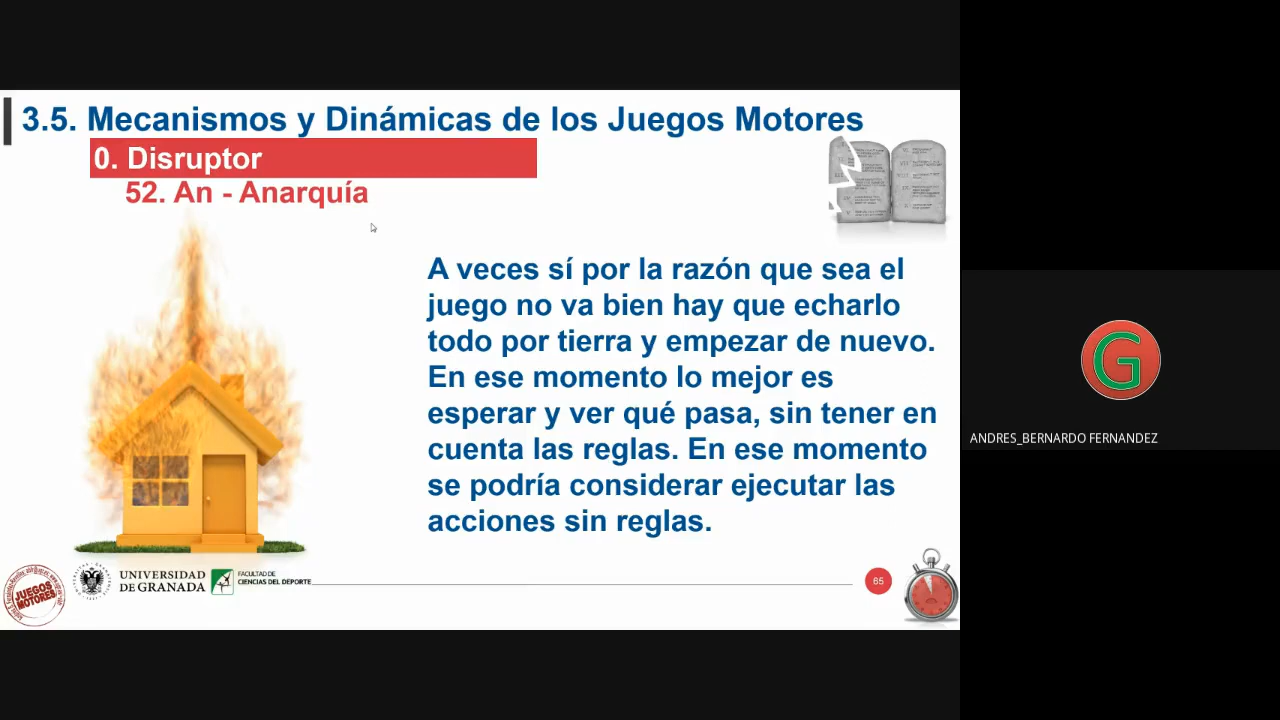 3.5. Mecanismos y Dinámicas de los Juegos Motores
0. Disruptor
52. An - Anarquía
A veces sí por la razón que sea el
juego no va bien hay que echarlo
todo por tierra y empezar de nuevo.
En ese momento lo mejor es
esperar y ver qué pasa, sin tener en
cuenta las reglas. En ese momento
se podría considerar ejecutar las
acciones sin reglas.
JUEGOS
MOTORES
UNIVERSIDAD
DE GRANADA
FACULTAD DE
CIENCIAS DEL DEPORTE
65
G
ANDRES_BERNARDO FERNANDEZ